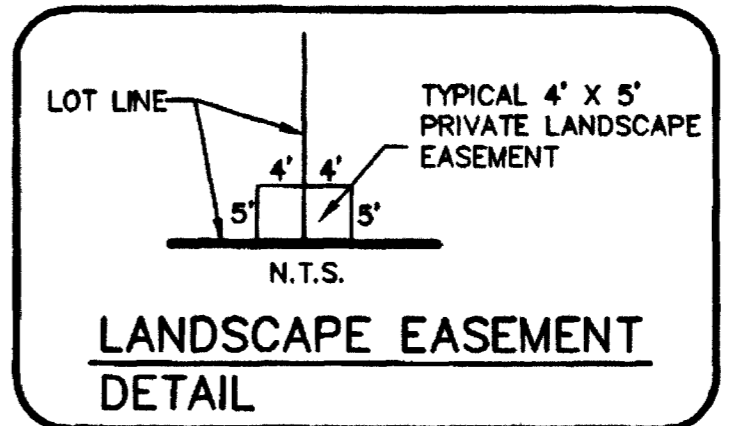 LOT LINE
TYPICAL 4' X 5'
PRIVATE LANDSCAPE
EASEMENT
4' 4'
5' 5'
N.T.S.
LANDSCAPE EASEMENT
DETAIL